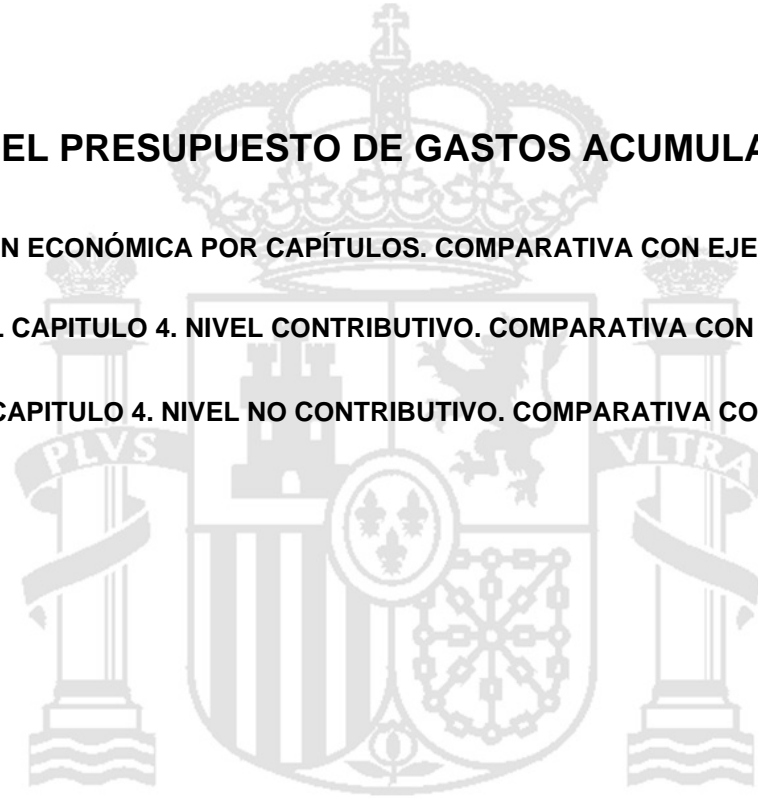 EL PRESUPUESTO DE GASTOS ACUMULA
N ECONÓMICA POR CAPÍTULOS. COMPARATIVA CON EJE
CAPITULO 4. NIVEL CONTRIBUTIVO. COMPARATIVA CON
CAPITULO 4. NIVEL NO CONTRIBUTIVO. COMPARATIVA CO
PLVS VLTRA